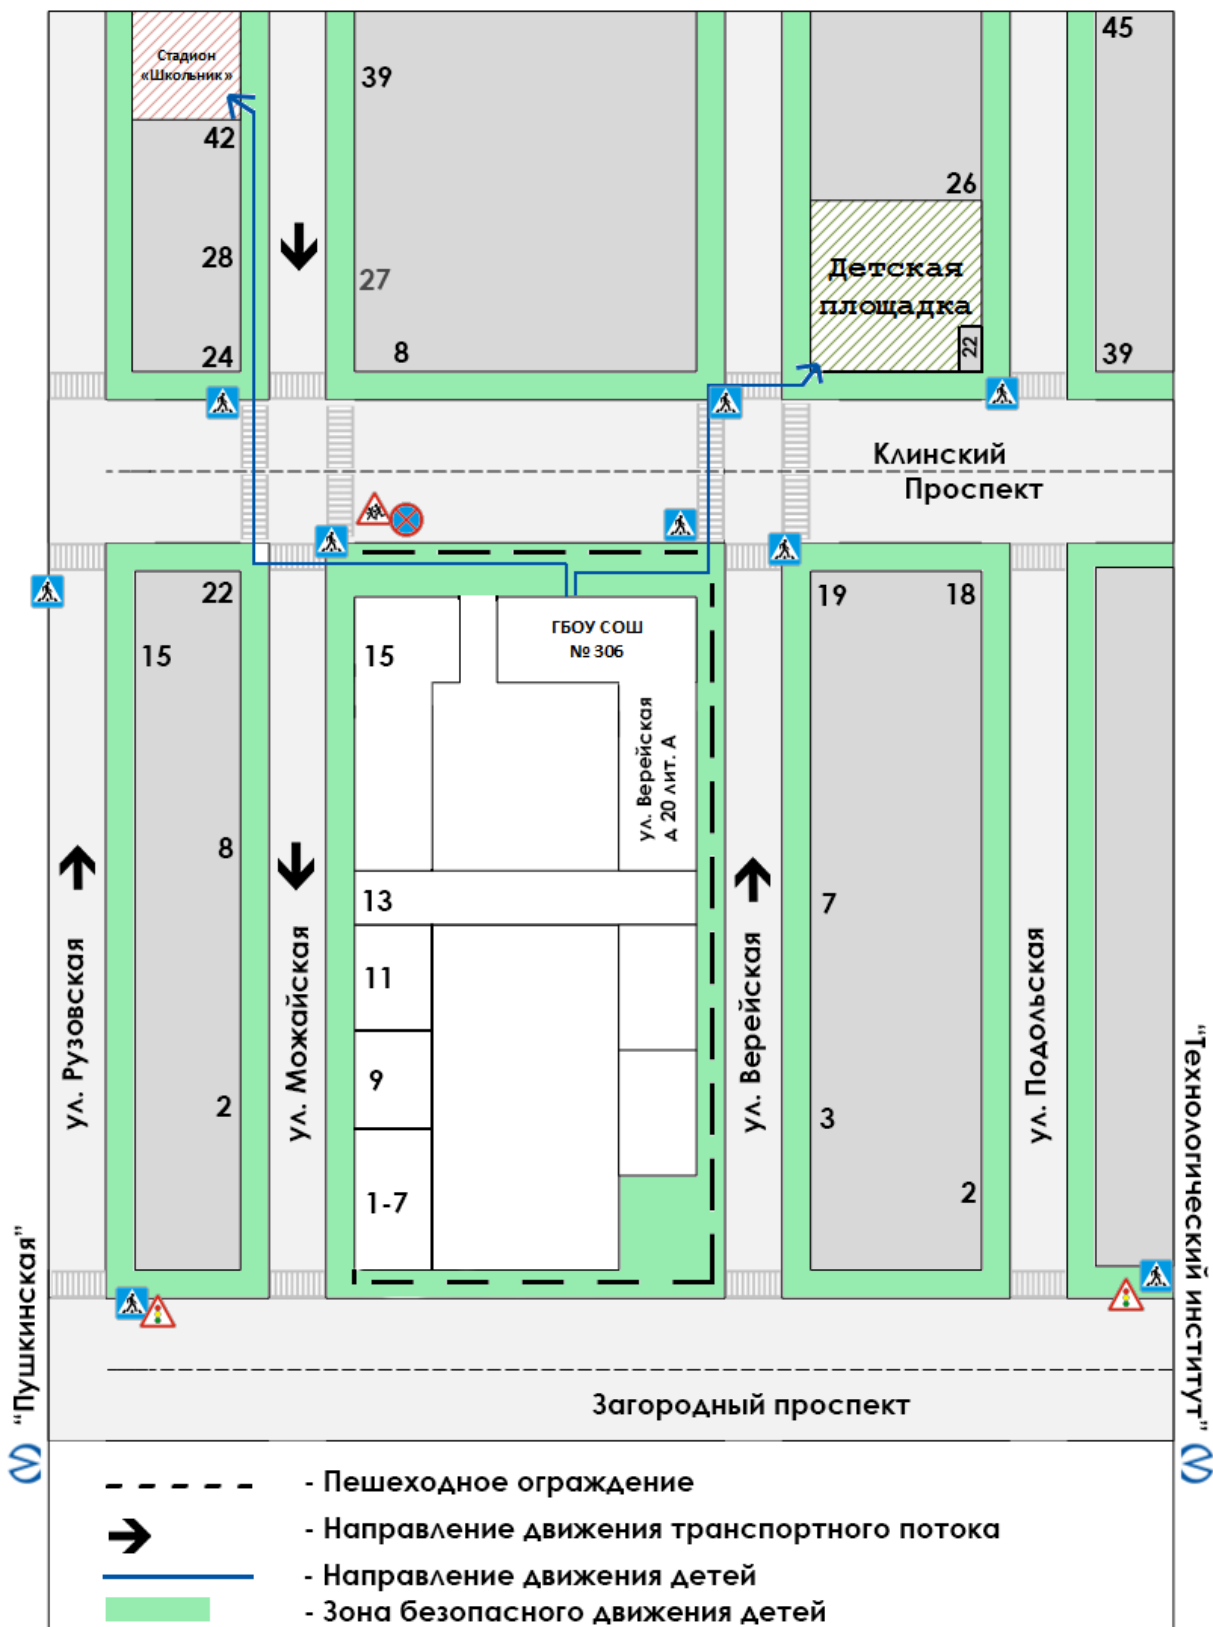 Стадион
«Школьник»
39
45
42
26
28
27
Детская
площадка
24
8
22
39
Клинский
Проспект
22
19
18
15
15
ГБОУ СОШ
№ 306
ул. Верейская
д 20 лит. А
8
13
7
11
9
2
3
1-7
2
ул. Рузовская
ул. Можайская
ул. Верейская
ул. Подольская
"Пушкинская"
"Технологический институт"
Загородный проспект
- Пешеходное ограждение
- Направление движения транспортного потока
- Направление движения детей
- Зона безопасного движения детей